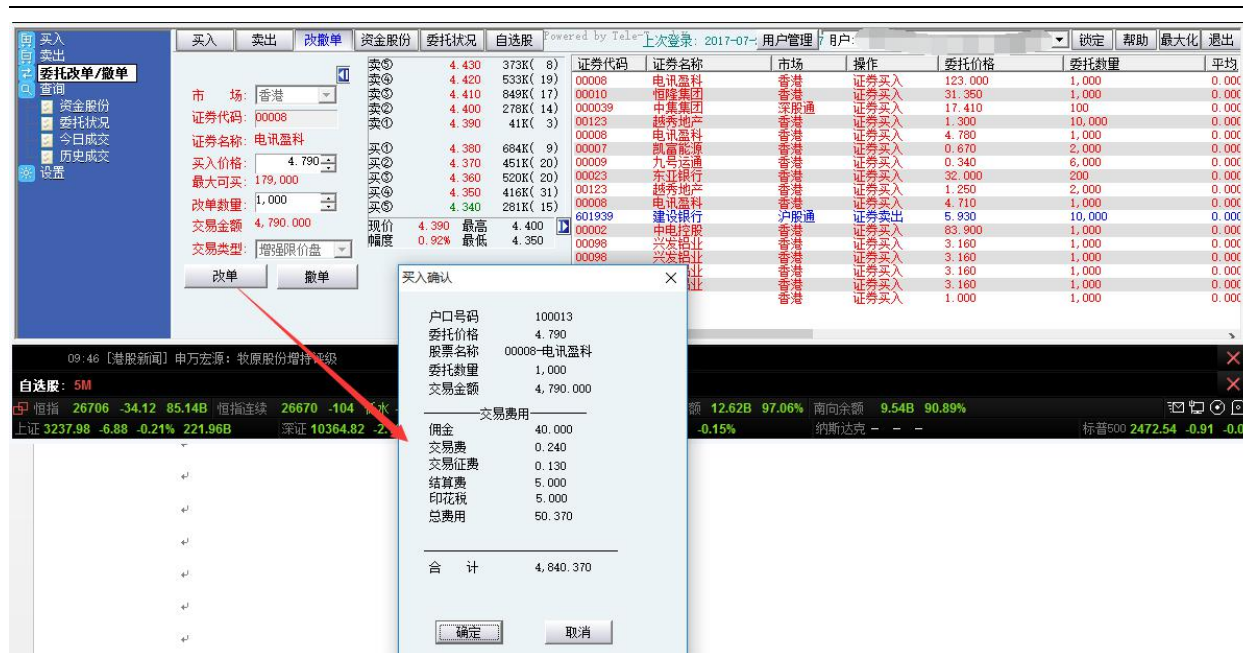 买入 卖出 改撤单 资金股份 委托状况 自选股 Powered by Tele 上次登录: 2017-07- 用户管理 7 用户: 锁定 帮助 最大化 退出
买入
卖出
委托改单/撤单
查询
资金股份
委托状况
今日成交
历史成交
设置
市 场: 香港
证券代码: 00008
证券名称: 电讯盈科
买入价格: 4.790
最大可买: 179,000
改单数量: 1,000
交易金额 4,790.000
交易类型: 增强限价盘
改单 撤单
卖⑤ 4.430 373K( 8)
卖④ 4.420 533K( 19)
卖③ 4.410 849K( 17)
卖② 4.400 278K( 14)
卖① 4.390 41K( 3)
买① 4.380 684K( 9)
买② 4.370 451K( 20)
买③ 4.360 520K( 20)
买④ 4.350 416K( 31)
买⑤ 4.340 281K( 15)
现价 4.390 最高 4.400
幅度 0.92% 最低 4.350
证券代码 证券名称 市场 操作 委托价格 委托数量 平均
00008 电讯盈科 香港 证券买入 123.000 1,000 0.000
00010 恒隆集团 香港 证券买入 31.350 1,000 0.000
000039 中集集团 深股通 证券买入 17.410 100 0.000
00123 越秀地产 香港 证券买入 1.300 10,000 0.000
00008 电讯盈科 香港 证券买入 4.780 1,000 0.000
00007 凯富能源 香港 证券买入 0.670 2,000 0.000
00009 九号运通 香港 证券买入 0.340 6,000 0.000
00023 东亚银行 香港 证券买入 32.000 200 0.000
00123 越秀地产 香港 证券买入 1.250 2,000 0.000
00008 电讯盈科 香港 证券买入 4.710 1,000 0.000
601939 建设银行 沪股通 证券卖出 5.930 10,000 0.000
00002 中电控股 香港 证券买入 83.900 1,000 0.000
00098 兴发铝业 香港 证券买入 3.160 1,000 0.000
00098 兴发铝业 香港 证券买入 3.160 1,000 0.000
业 香港 证券买入 3.160 1,000 0.000
业 香港 证券买入 3.160 1,000 0.000
香港 证券买入 1.000 1,000 0.000
买入确认
户口号码 100013
委托价格 4.790
股票名称 00008-电讯盈科
委托数量 1,000
交易金额 4,790.000
交易费用
佣金 40.000
交易费 0.240
交易征费 0.130
结算费 5.000
印花税 5.000
总费用 50.370
合 计 4,840.370
确定 取消
09:46 [港股新闻] 申万宏源: 牧原股份增持评级
自选股: 5M
恒指 26706 -34.12 85.14B 恒指连续 26670 -104 低水 额 12.62B 97.06% 南向余额 9.54B 90.89%
上证 3237.98 -6.88 -0.21% 221.96B 深证 10364.82 -2. -0.15% 纳斯达克 - - - 标普500 2472.54 -0.91 -0.0